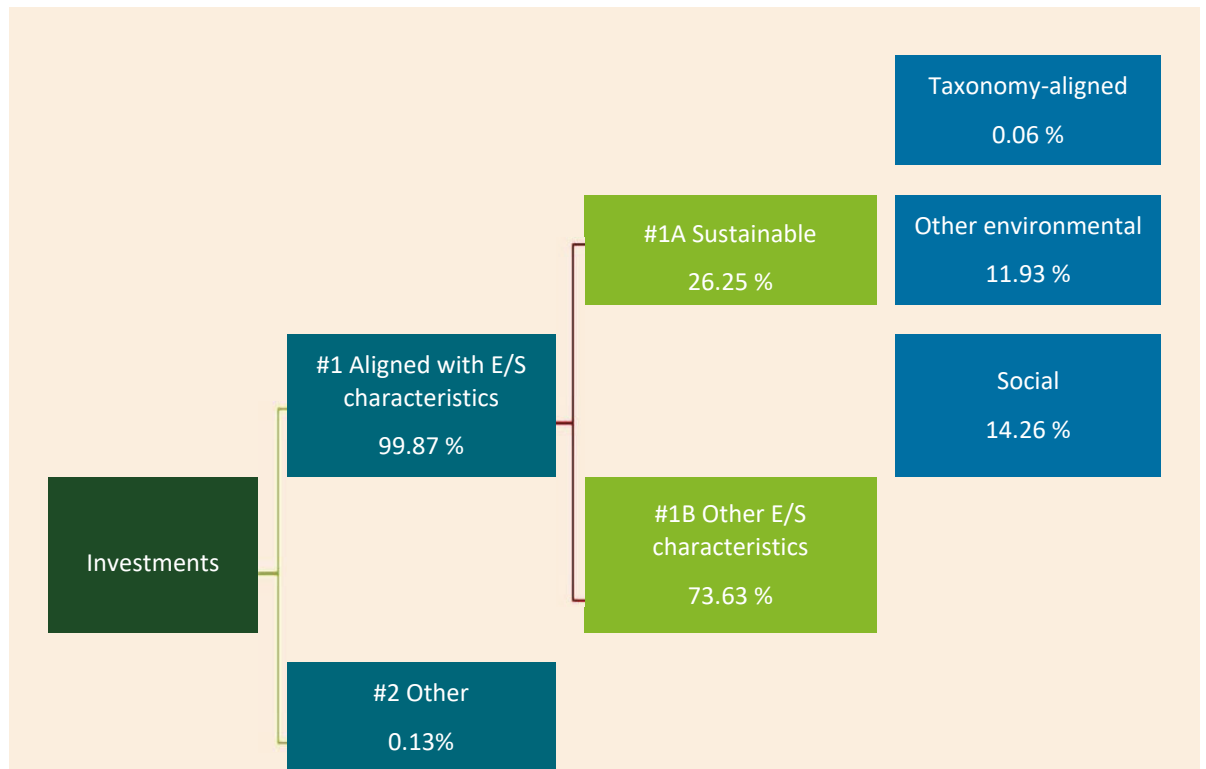 Taxonomy-aligned
0.06 %
#1A Sustainable
26.25 %
Other environmental
11.93 %
#1 Aligned with E/S
characteristics
99.87 %
Social
14.26 %
Investments
#1B Other E/S
characteristics
73.63 %
#2 Other
0.13%